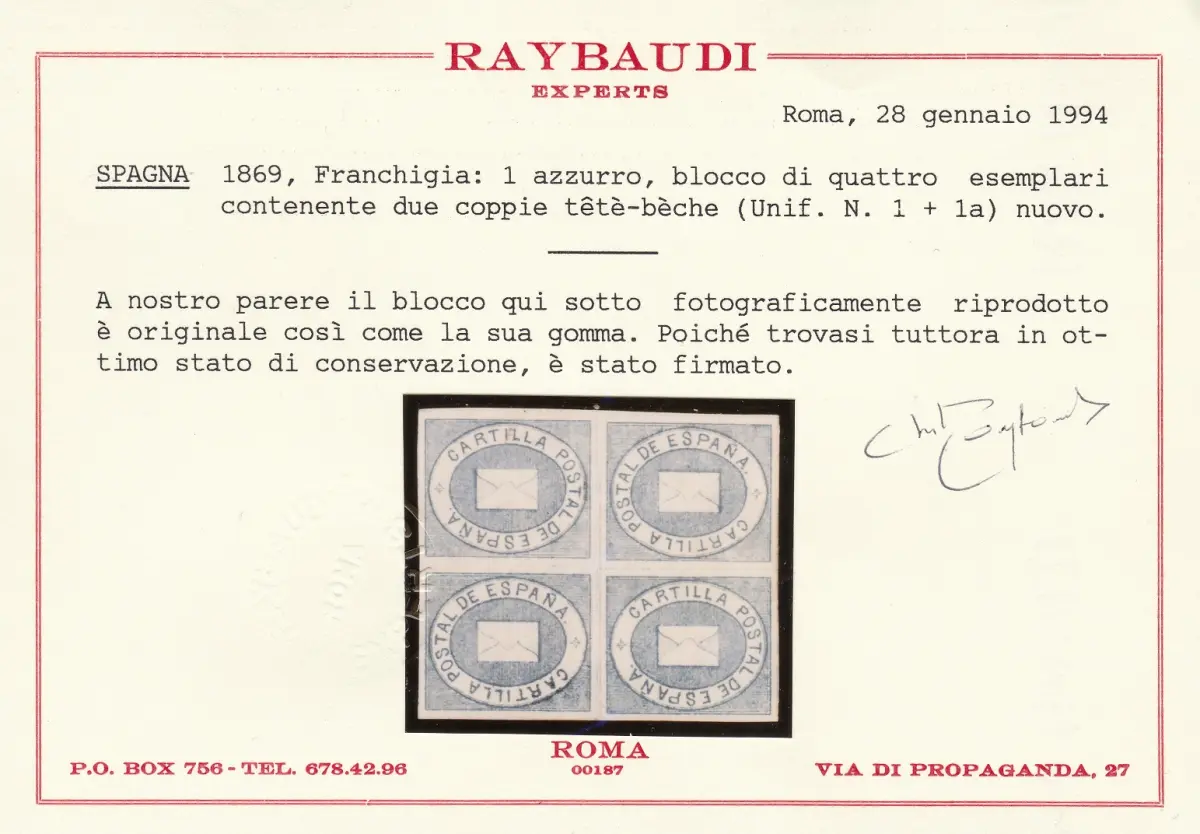 RAYBAUDI
EXPERTS
Roma, 28 gennaio 1994
SPAGNA 1869, Franchigia: 1 azzurro, blocco di quattro esemplari
contenente due coppie têtè-bèche (Unif. N. 1 + 1a) nuovo.
A nostro parere il blocco qui sotto fotograficamente riprodotto
è originale così come la sua gomma. Poiché trovasi tuttora in ot-
timo stato di conservazione, è stato firmato.
CARTILLA POSTAL DE ESPAÑA.
CARTILLA POSTAL DE ESPAÑA.
CARTILLA POSTAL DE ESPAÑA.
CARTILLA POSTAL DE ESPAÑA.
ROMA
00187
P.O. BOX 756 - TEL. 678.42.96
VIA DI PROPAGANDA, 27